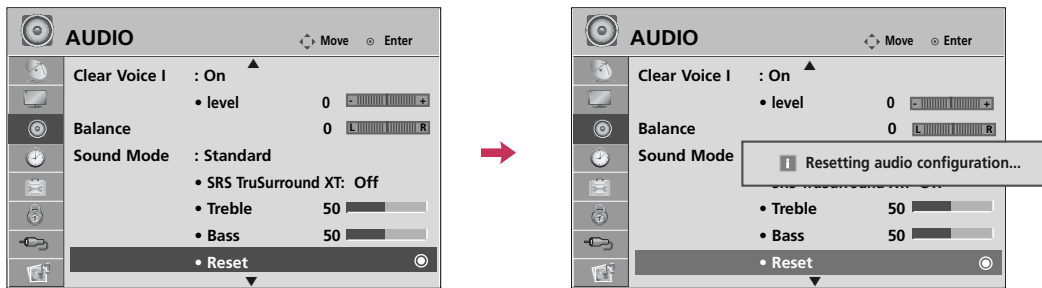 AUDIO
Move Enter
Clear Voice I : On
• level 0 - +
Balance 0 L R
Sound Mode : Standard
• SRS TruSurround XT: Off
• Treble 50
• Bass 50
• Reset
AUDIO
Move Enter
Clear Voice I : On
• level 0 - +
Balance 0 L R
Sound Mode
i Resetting audio configuration...
• Treble 50
• Bass 50
• Reset